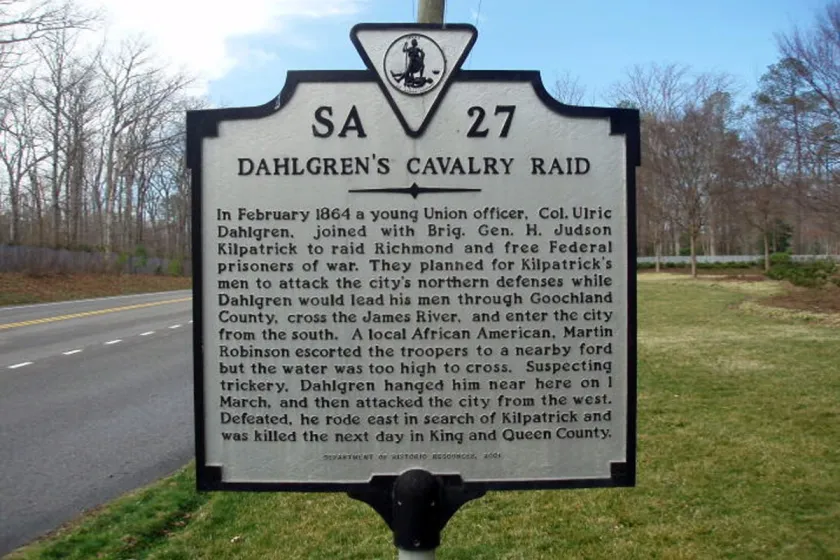 SA 27
DAHLGREN'S CAVALRY RAID
In February 1864 a young Union officer, Col. Ulric
Dahlgren, joined with Brig. Gen. H. Judson
Kilpatrick to raid Richmond and free Federal
prisoners of war. They planned for Kilpatrick's
men to attack the city's northern defenses while
Dahlgren would lead his men through Goochland
County, cross the James River, and enter the city
from the south. A local African American, Martin
Robinson escorted the troopers to a nearby ford
but the water was too high to cross. Suspecting
trickery, Dahlgren hanged him near here on 1
March, and then attacked the city from the west.
Defeated, he rode east in search of Kilpatrick and
was killed the next day in King and Queen County.
DEPARTMENT OF HISTORIC RESOURCES,